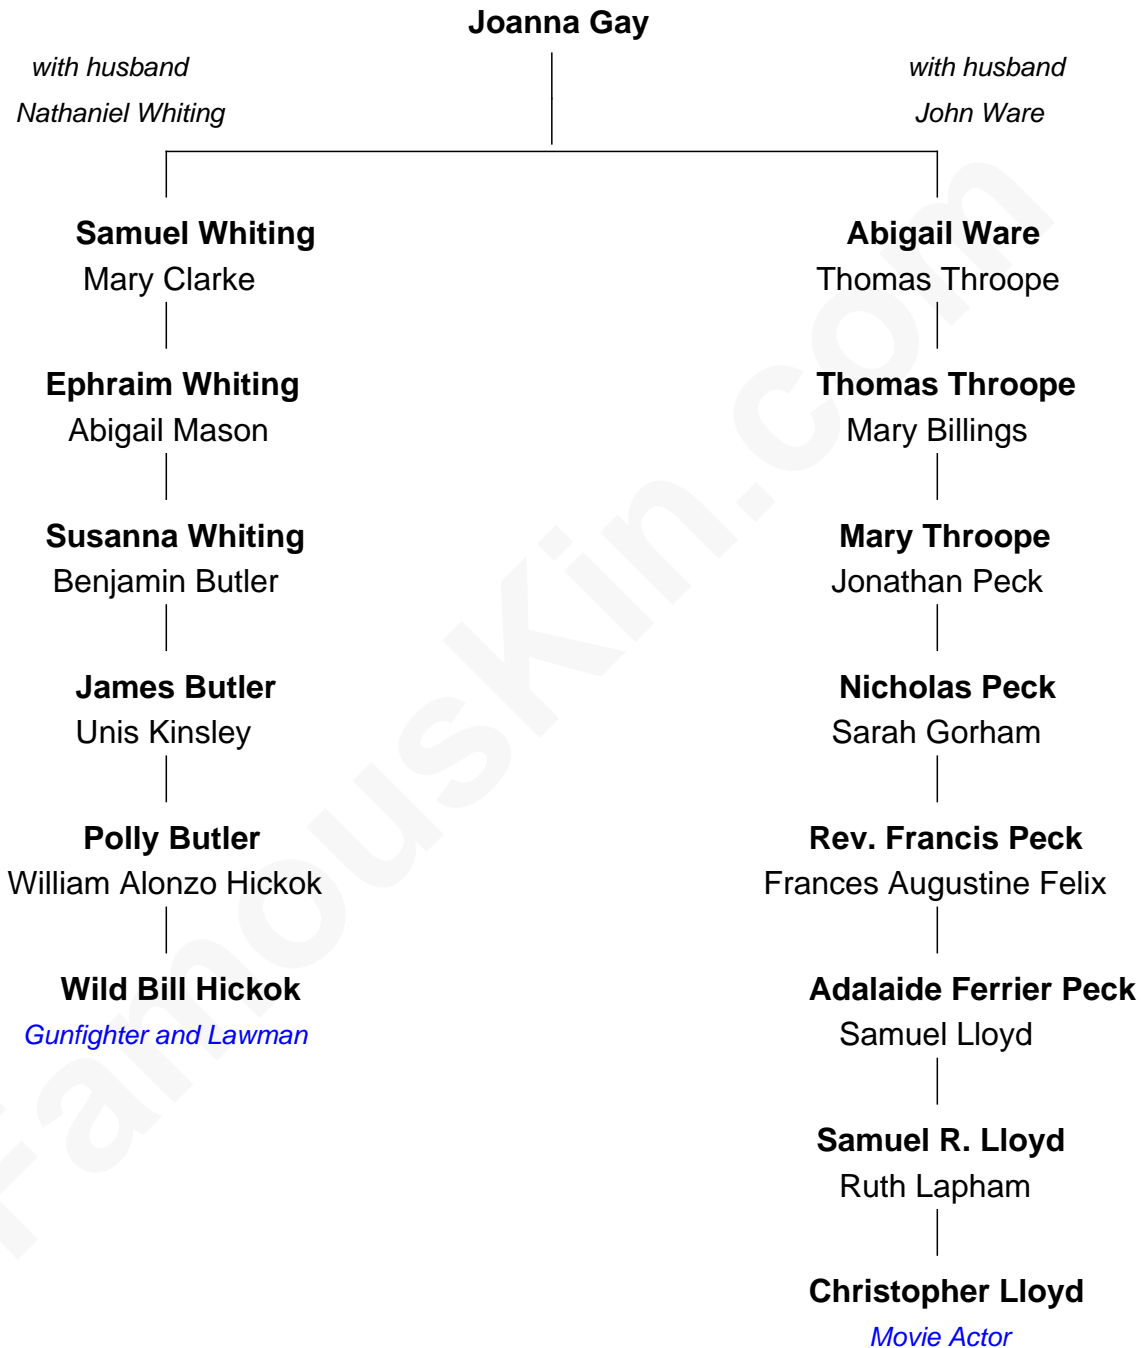 Joanna Gay
with husband
Nathaniel Whiting
with husband
John Ware
Samuel Whiting
Mary Clarke
Ephraim Whiting
Abigail Mason
Susanna Whiting
Benjamin Butler
James Butler
Unis Kinsley
Polly Butler
William Alonzo Hickok
Wild Bill Hickok
Gunfighter and Lawman
Abigail Ware
Thomas Throope
Thomas Throope
Mary Billings
Mary Throope
Jonathan Peck
Nicholas Peck
Sarah Gorham
Rev. Francis Peck
Frances Augustine Felix
Adalaide Ferrier Peck
Samuel Lloyd
Samuel R. Lloyd
Ruth Lapham
Christopher Lloyd
Movie Actor
FamousKin.com